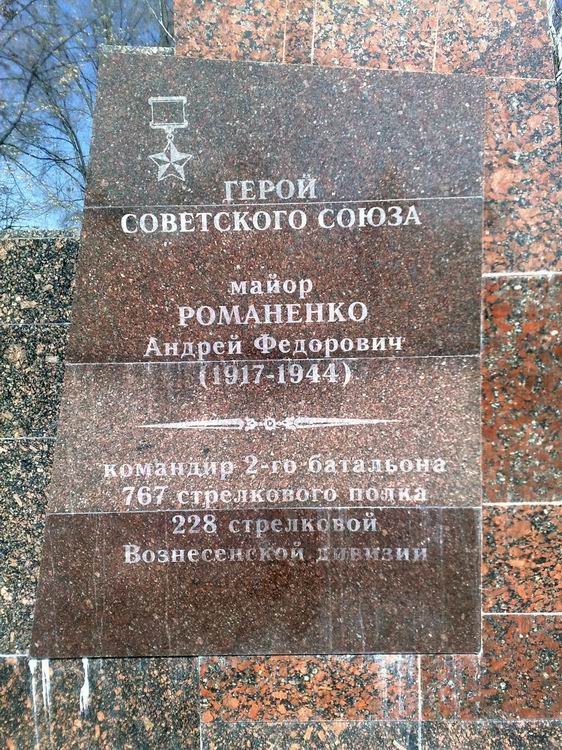 ГЕРОЙ
СОВЕТСКОГО СОЮЗА
майор
РОМАНЕНКО
Андрей Федорович
(1917-1944)
командир 2-го батальона
767 стрелкового полка
228 стрелковой
Вознесенской дивизии